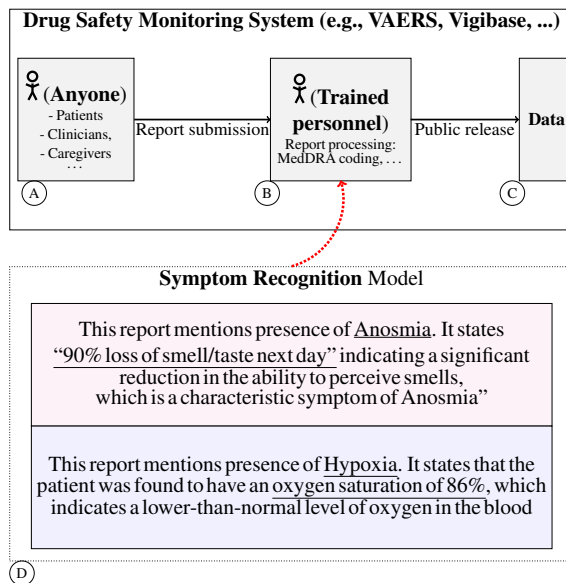 Drug Safety Monitoring System (e.g., VAERS, Vigibase, ...)
(Anyone)
- Patients
- Clinicians,
- Caregivers
...
A
Report submission
(Trained
personnel)
Report processing:
MedDRA coding, ...
B
Public release
Data
C
Symptom Recognition Model
This report mentions presence of Anosmia. It states
“90% loss of smell/taste next day” indicating a significant
reduction in the ability to perceive smells,
which is a characteristic symptom of Anosmia”
This report mentions presence of Hypoxia. It states that the
patient was found to have an oxygen saturation of 86%, which
indicates a lower-than-normal level of oxygen in the blood
D